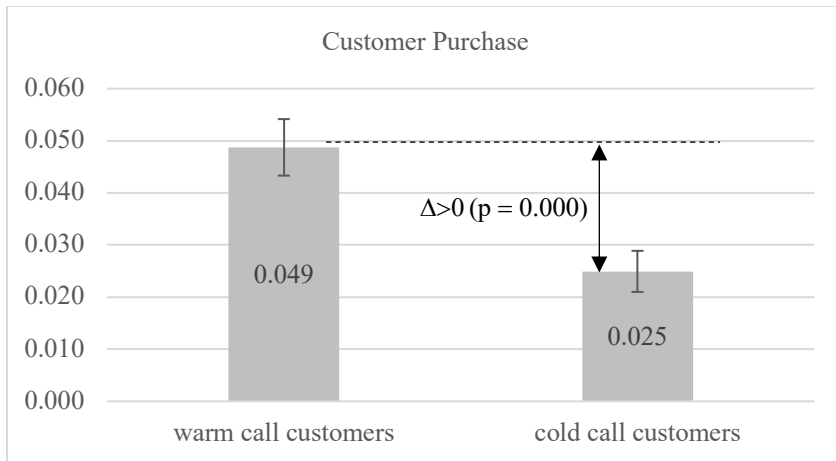 Customer Purchase
0.060
0.050
0.040
0.030
0.020
0.010
0.000
Δ>0 (p = 0.000)
0.049
0.025
warm call customers
cold call customers